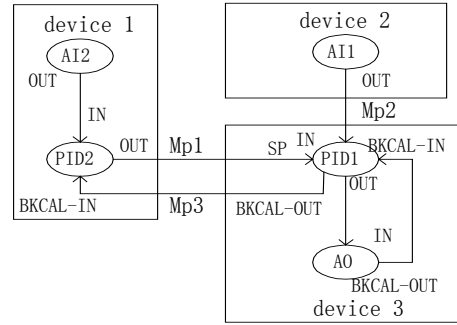 device 1
device 2
AI2
AI1
OUT
OUT
IN
Mp2
PID2
OUT
Mp1
SP
IN
PID1
BKCAL-IN
OUT
BKCAL-IN
Mp3
BKCAL-OUT
IN
AO
BKCAL-OUT
device 3